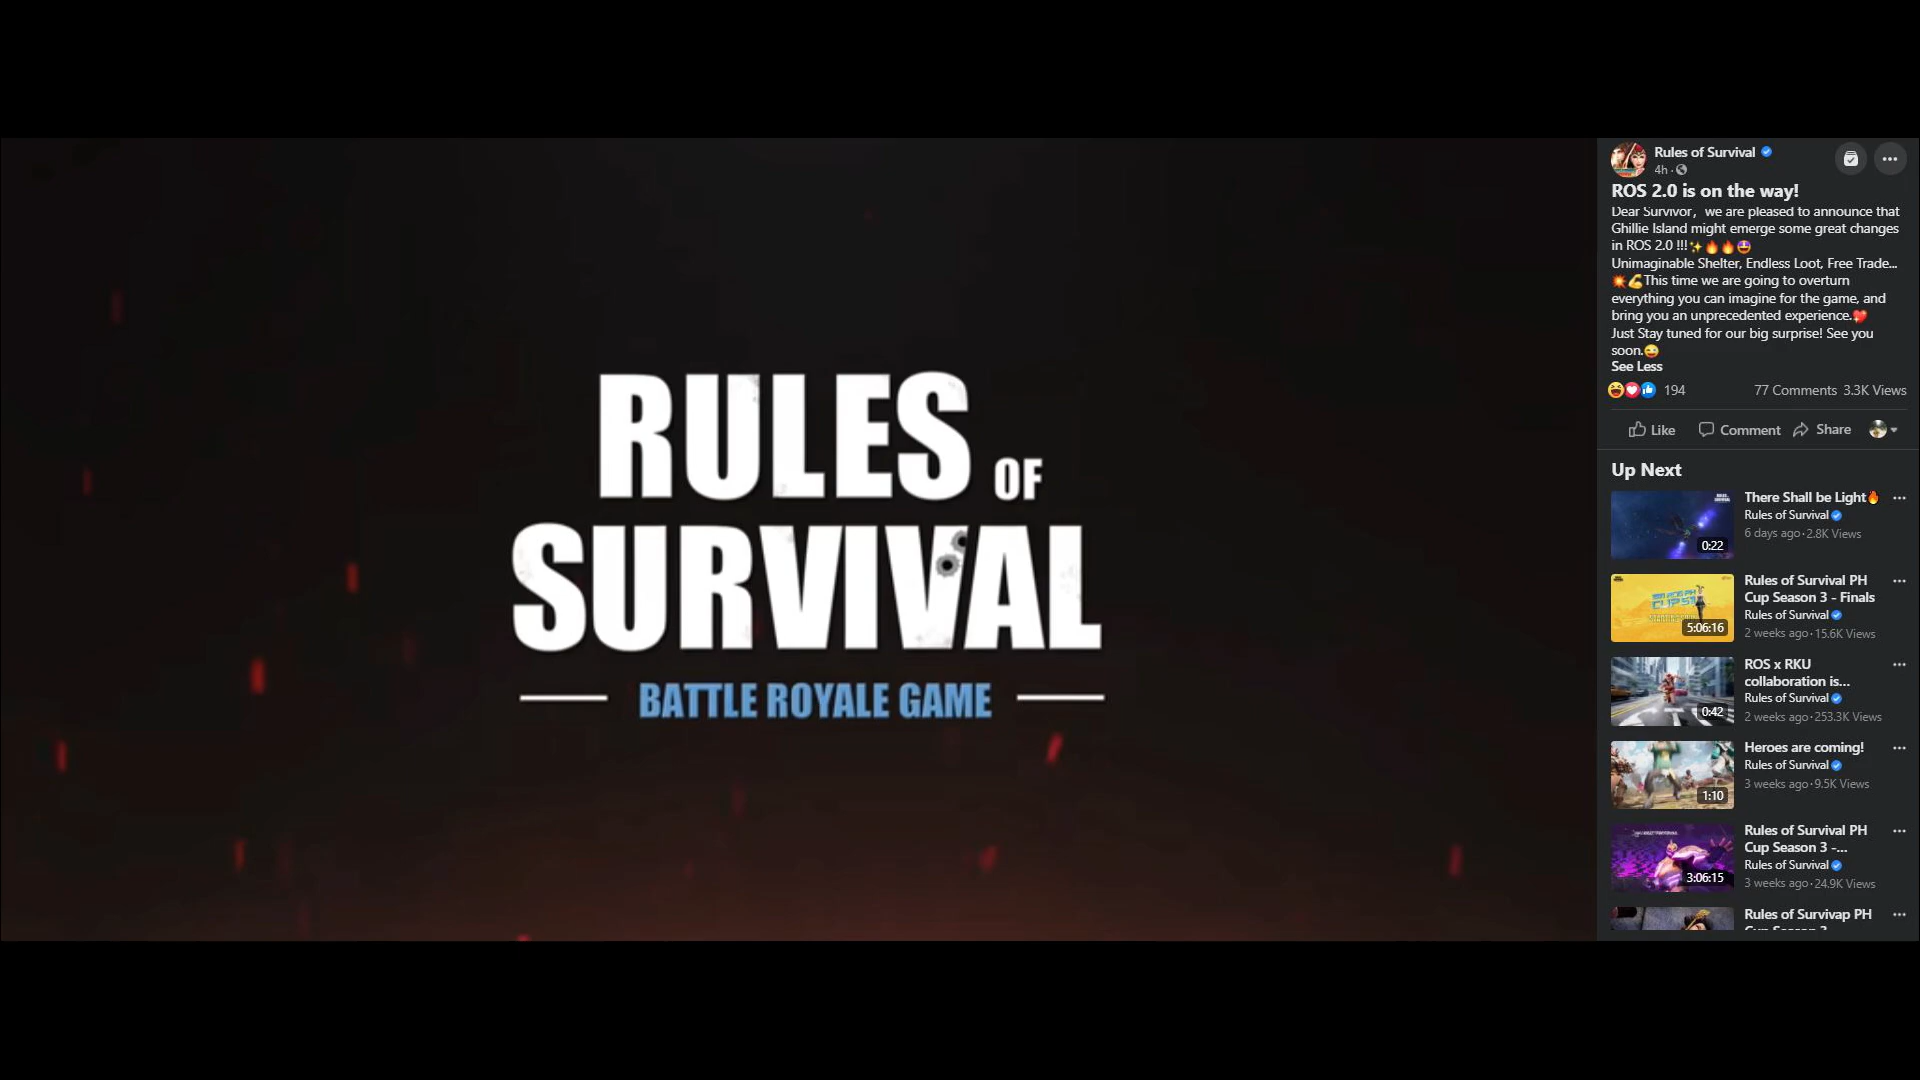 RULES OF
SURVIVAL
BATTLE ROYALE GAME
Rules of Survival
4h ·
ROS 2.0 is on the way!
Dear Survivor，we are pleased to announce that
Ghillie Island might emerge some great changes
in ROS 2.0 !!!✨🔥🔥🤩
Unimaginable Shelter, Endless Loot, Free Trade...
💥💪This time we are going to overturn
everything you can imagine for the game, and
bring you an unprecedented experience.💖
Just Stay tuned for our big surprise! See you
soon.😜
See Less
194
77 Comments 3.3K Views
Like Comment Share
Up Next
There Shall be Light🔥
Rules of Survival
6 days ago · 2.8K Views
0:22
Rules of Survival PH
Cup Season 3 - Finals
Rules of Survival
2 weeks ago · 15.6K Views
5:06:16
ROS x RKU
collaboration is...
Rules of Survival
2 weeks ago · 253.3K Views
0:42
Heroes are coming!
Rules of Survival
3 weeks ago · 9.5K Views
1:10
Rules of Survival PH
Cup Season 3 -...
Rules of Survival
3 weeks ago · 24.9K Views
3:06:15
Rules of Survivap PH
Cup Season 3